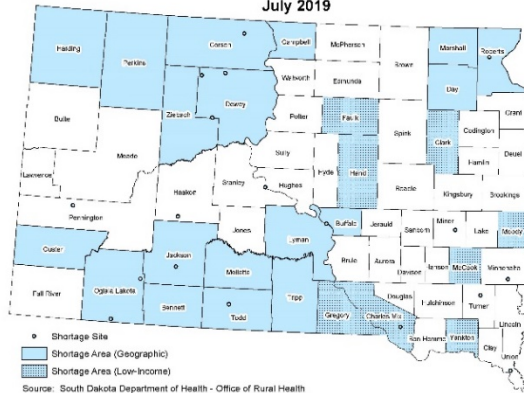 July 2019
Harding
Perkins
Corson
Campbell
McPherson
Brown
Marshall
Roberts
Walworth
Edmunds
Day
Butte
Ziebach
Dewey
Potter
Faulk
Spink
Clark
Codington
Grant
Meade
Deuel
Hamlin
Sully
Hyde
Hand
Lawrence
Haakon
Stanley
Hughes
Beadle
Kingsbury
Brookings
Pennington
Jones
Lyman
Buffalo
Jerauld
Sanborn
Miner
Lake
Moody
Custer
Jackson
Brule
Aurora
Davison
Hanson
McCook
Minnehaha
Mellette
Fall River
Oglala Lakota
Bennett
Todd
Tripp
Gregory
Charles Mix
Douglas
Hutchinson
Turner
Lincoln
Bon Homme
Yankton
Clay
Union
Shortage Site
Shortage Area (Geographic)
Shortage Area (Low-Income)
Source: South Dakota Department of Health - Office of Rural Health